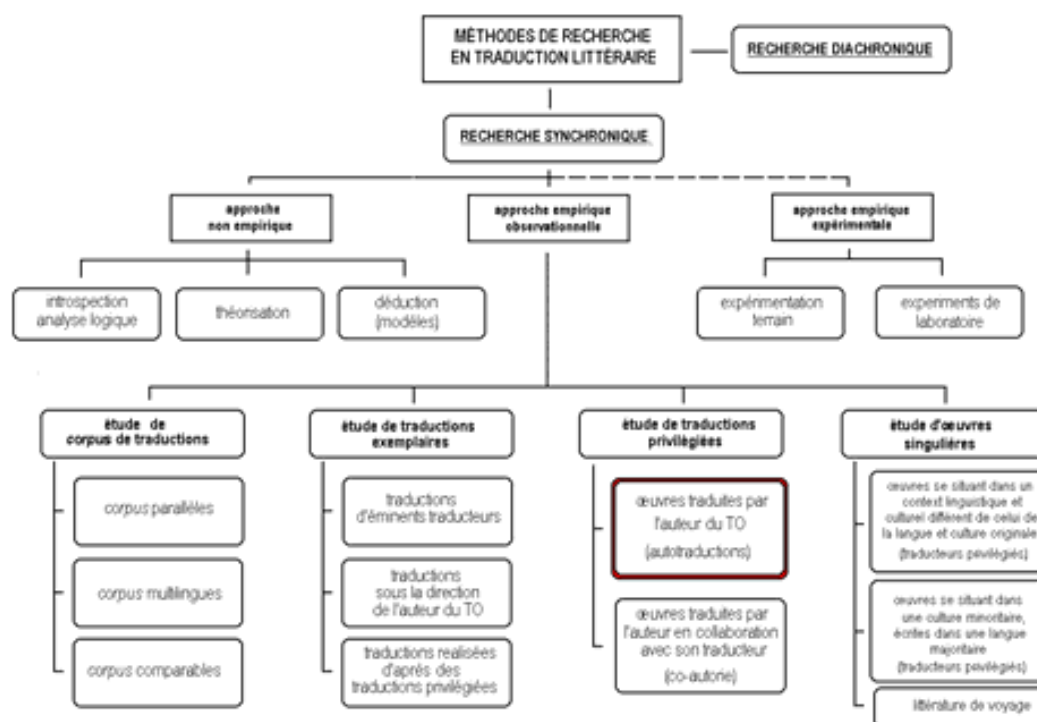 MÉTHODES DE RECHERCHE
EN TRADUCTION LITTÉRAIRE
RECHERCHE DIACHRONIQUE
RECHERCHE SYNCHRONIQUE
approche
non empirique
approche empirique
observationnelle
approche empirique
expérimentale
introspection
analyse logique
théorisation
déduction
(modèles)
expérimentation
terrain
experiments de
laboratoire
étude de
corpus de traductions
étude de traductions
exemplaires
étude de traductions
privilégiées
étude d'œuvres
singulières
corpus parallèles
corpus multilingues
corpus comparables
traductions
d'éminents traducteurs
traductions
sous la direction
de l'auteur du TO
traductions realisées
d'après des
traductions privilégiées
œuvres traduites par
l'auteur du TO
(autotraductions)
œuvres traduites par
l'auteur en collaboration
avec son traducteur
(co-autorie)
œuvres se situant dans un
context linguistique et
culturel différent de celui de
la langue et culture originale
(traducteurs privilégiés)
œuvres se situant dans
une culture minoritaire,
écrites dans une langue
majoritaire
(traducteurs privilégiés)
littérature de voyage